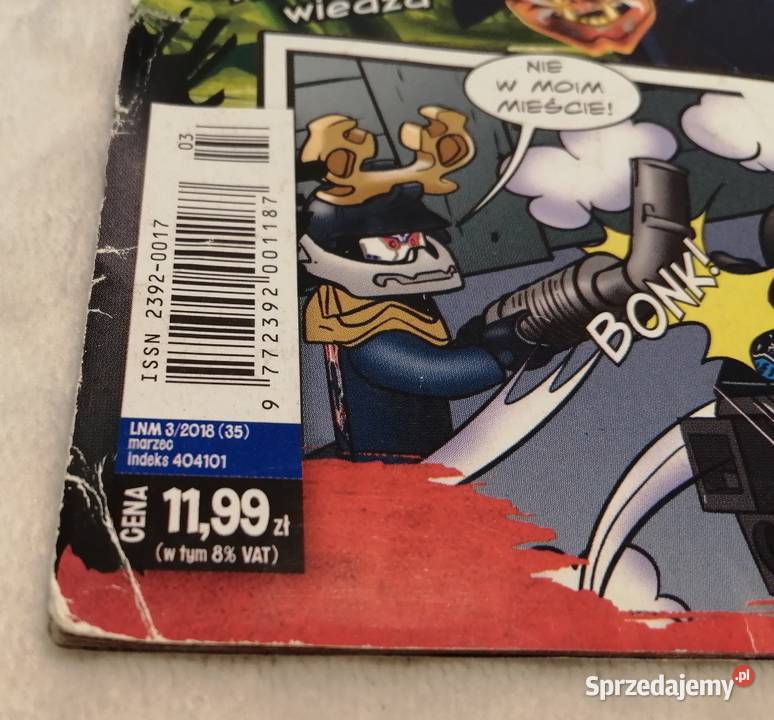 wiedza
NIE
W MOIM
MIEŚCIE!
03
ISSN 2392-0017
9 772392 001187
BONK!
LNM 3/2018 (35)
marzec
indeks 404101
CENA
11,99 zł
(w tym 8% VAT)
Sprzedajemy.pl